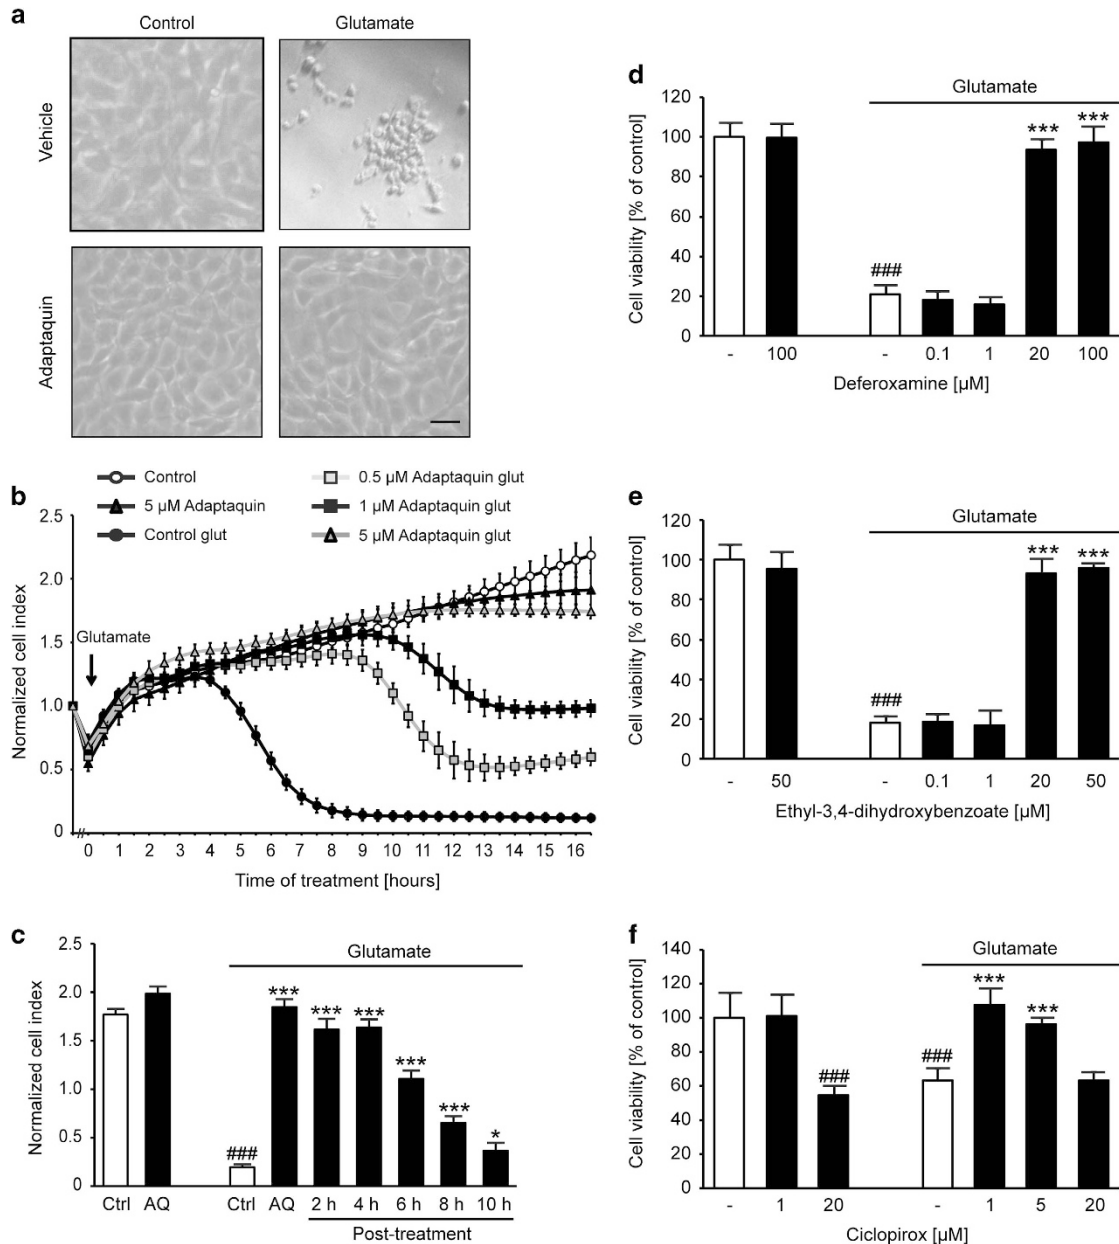 a
Control
Glutamate
Vehicle
Adaptaquin
b
Control
5 µM Adaptaquin
Control glut
0.5 µM Adaptaquin glut
1 µM Adaptaquin glut
5 µM Adaptaquin glut
Normalized cell index
2.5
2.0
1.5
1.0
0.5
0
Glutamate
0 1 2 3 4 5 6 7 8 9 10 11 12 13 14 15 16
Time of treatment [hours]
c
Glutamate
Normalized cell index
2.5
2.0
1.5
1.0
0.5
0
### *** *** *** *** *** *
Ctrl AQ Ctrl AQ 2 h 4 h 6 h 8 h 10 h
Post-treatment
d
Glutamate
Cell viability [% of control]
120
100
80
60
40
20
0
### *** ***
- 100 - 0.1 1 20 100
Deferoxamine [µM]
e
Glutamate
Cell viability [% of control]
120
100
80
60
40
20
0
### *** ***
- 50 - 0.1 1 20 50
Ethyl-3,4-dihydroxybenzoate [µM]
f
Glutamate
Cell viability [% of control]
140
120
100
80
60
40
20
0
### ### *** ***
- 1 20 - 1 5 20
Ciclopirox [µM]